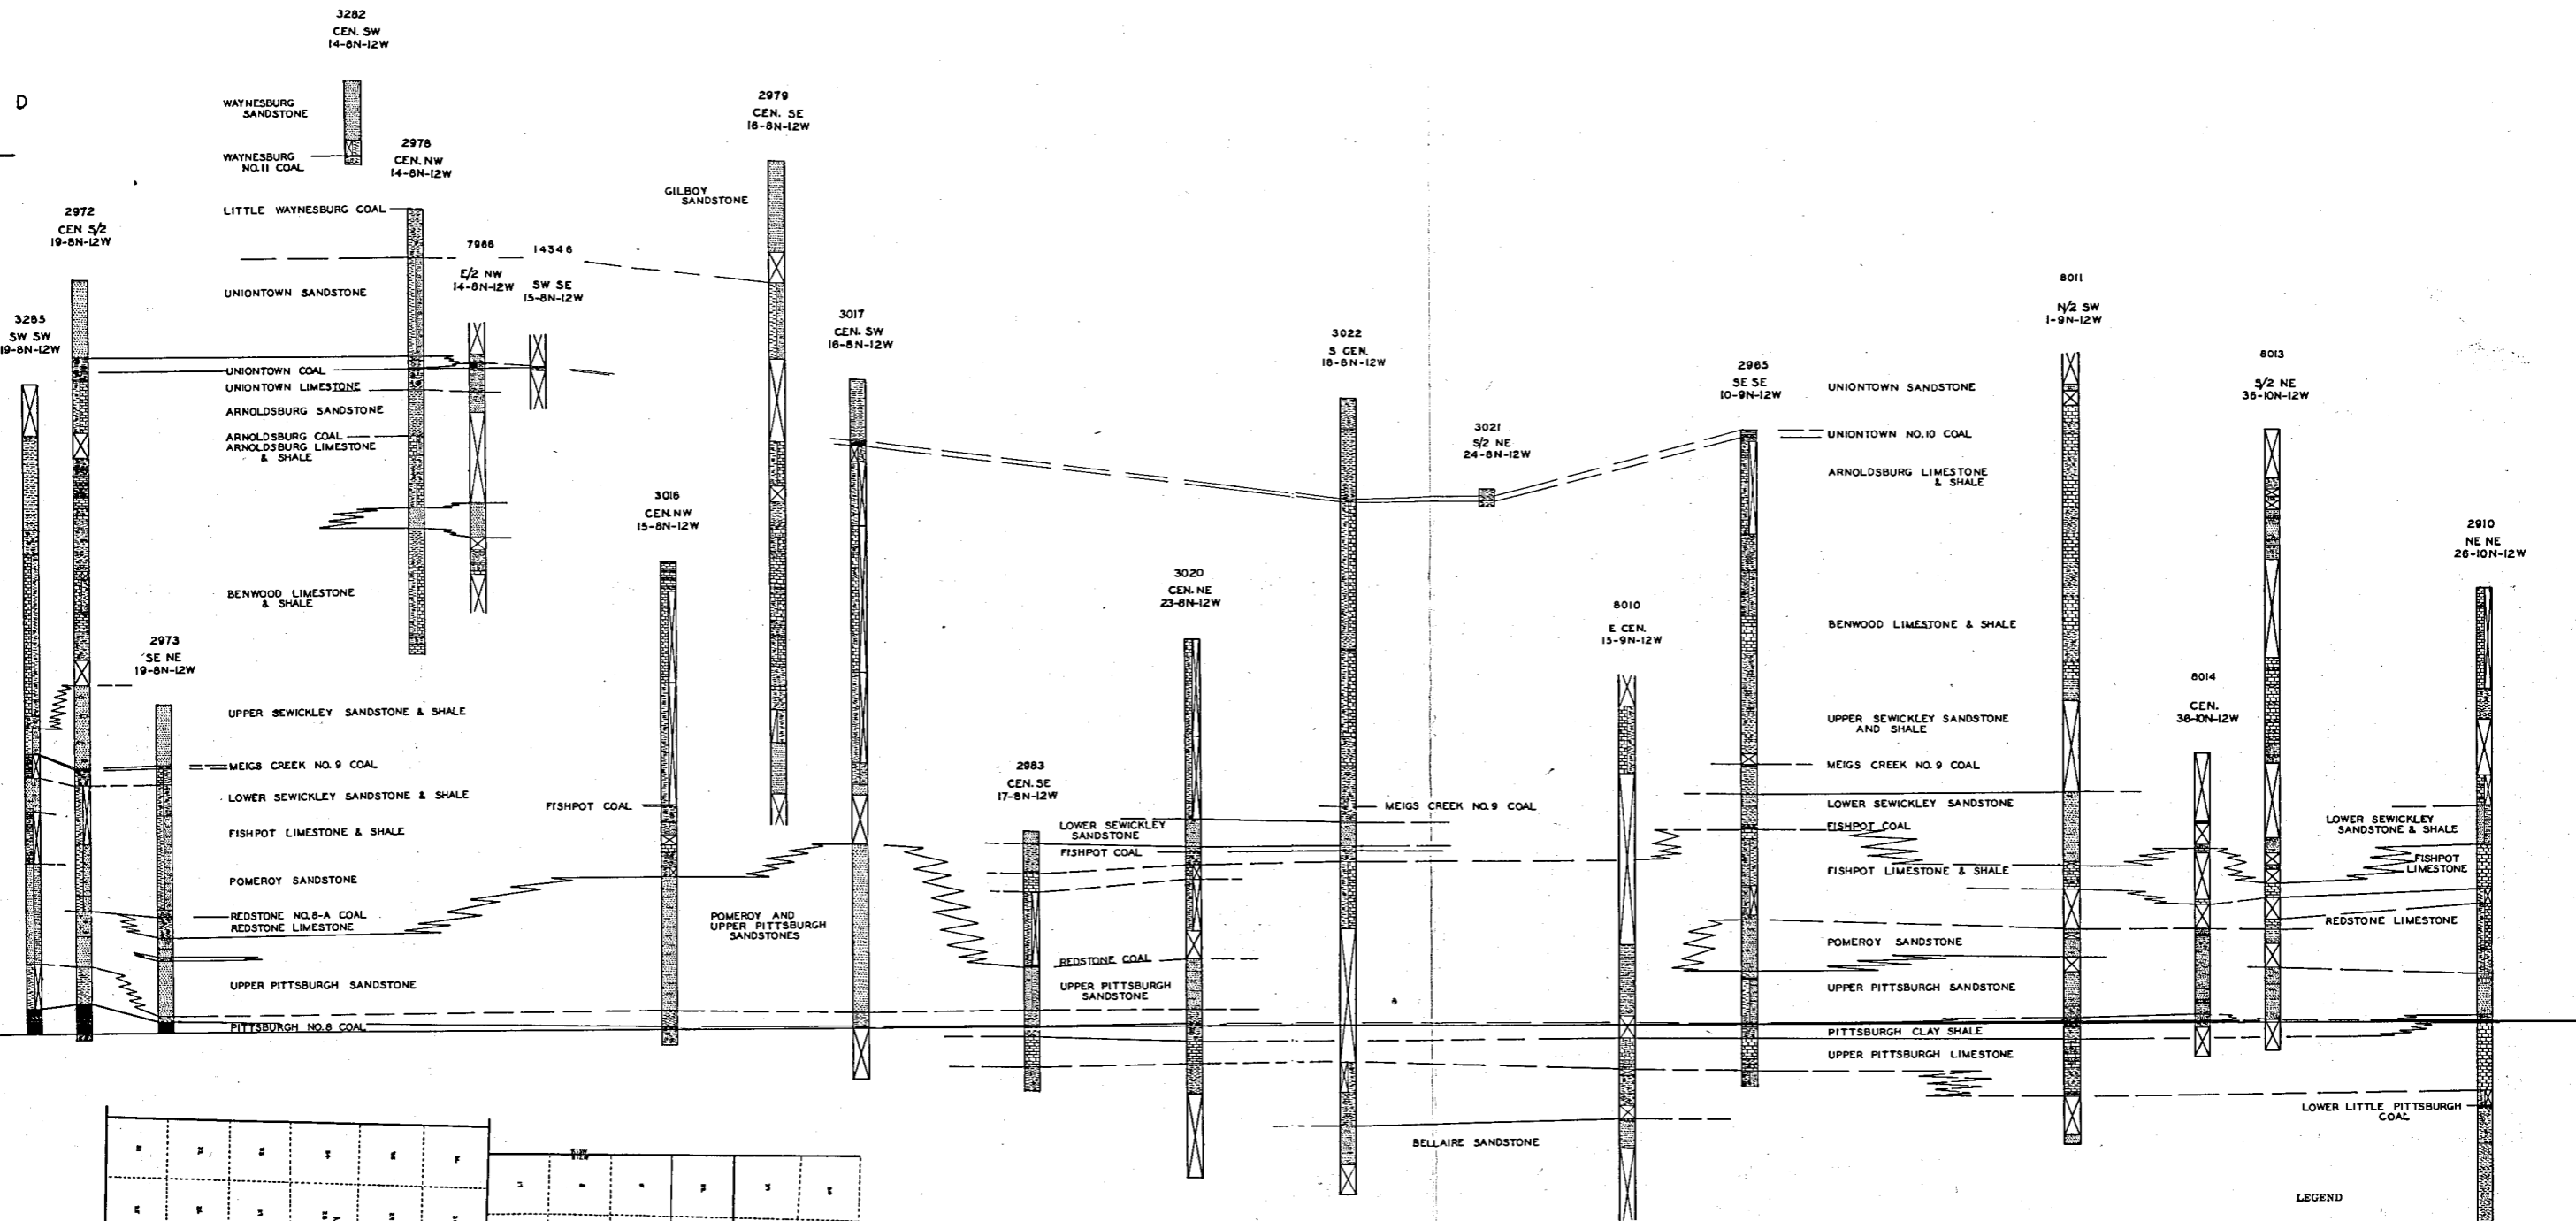 3282
CEN. SW
14-8N-12W
D
WAYNESBURG
SANDSTONE
WAYNESBURG
NO.11 COAL
2978
CEN. NW
14-8N-12W
2979
CEN. SE
16-8N-12W
GILBOY
SANDSTONE
2972
CEN S/2
19-8N-12W
LITTLE WAYNESBURG COAL
7966
E/2 NW
14-8N-12W
14346
SW SE
15-8N-12W
UNIONTOWN SANDSTONE
3285
SW SW
19-8N-12W
3017
CEN. SW
16-8N-12W
3022
S CEN.
18-8N-12W
8011
N/2 SW
1-9N-12W
UNIONTOWN COAL
UNIONTOWN LIMESTONE
ARNOLDSBURG SANDSTONE
ARNOLDSBURG COAL
ARNOLDSBURG LIMESTONE
& SHALE
2965
SE SE
10-9N-12W
8013
S/2 NE
36-10N-12W
UNIONTOWN SANDSTONE
3021
S/2 NE
24-8N-12W
UNIONTOWN NO.10 COAL
ARNOLDSBURG LIMESTONE
& SHALE
3016
CEN. NW
15-8N-12W
2910
NE NE
26-10N-12W
BENWOOD LIMESTONE
& SHALE
3020
CEN. NE
23-8N-12W
8010
E CEN.
15-9N-12W
BENWOOD LIMESTONE & SHALE
2973
SE NE
19-8N-12W
8014
CEN.
36-10N-12W
UPPER SEWICKLEY SANDSTONE & SHALE
UPPER SEWICKLEY SANDSTONE
AND SHALE
MEIGS CREEK NO. 9 COAL
2983
CEN. SE
17-8N-12W
MEIGS CREEK NO. 9 COAL
LOWER SEWICKLEY SANDSTONE & SHALE
FISHPOT COAL
MEIGS CREEK NO.9 COAL
LOWER SEWICKLEY SANDSTONE
FISHPOT LIMESTONE & SHALE
LOWER SEWICKLEY
SANDSTONE
FISHPOT COAL
FISHPOT COAL
LOWER SEWICKLEY
SANDSTONE & SHALE
FISHPOT
LIMESTONE
POMEROY SANDSTONE
FISHPOT LIMESTONE & SHALE
REDSTONE NO.8-A COAL
REDSTONE LIMESTONE
POMEROY AND
UPPER PITTSBURGH
SANDSTONES
REDSTONE LIMESTONE
REDSTONE COAL
POMEROY SANDSTONE
UPPER PITTSBURGH SANDSTONE
UPPER PITTSBURGH
SANDSTONE
UPPER PITTSBURGH SANDSTONE
PITTSBURGH NO.8 COAL
PITTSBURGH CLAY SHALE
UPPER PITTSBURGH LIMESTONE
LOWER LITTLE PITTSBURGH
COAL
BELLAIRE SANDSTONE
LEGEND